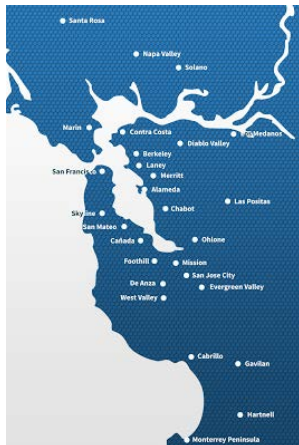 Santa Rosa
Napa Valley
Solano
Marin
Contra Costa
Los Medanos
Diablo Valley
Berkeley
Laney
San Francisco
Merritt
Alameda
Las Positas
Chabot
Skyline
San Mateo
Cañada
Ohlone
Foothill
Mission
San Jose City
De Anza
Evergreen Valley
West Valley
Cabrillo
Gavilan
Hartnell
Monterrey Peninsula